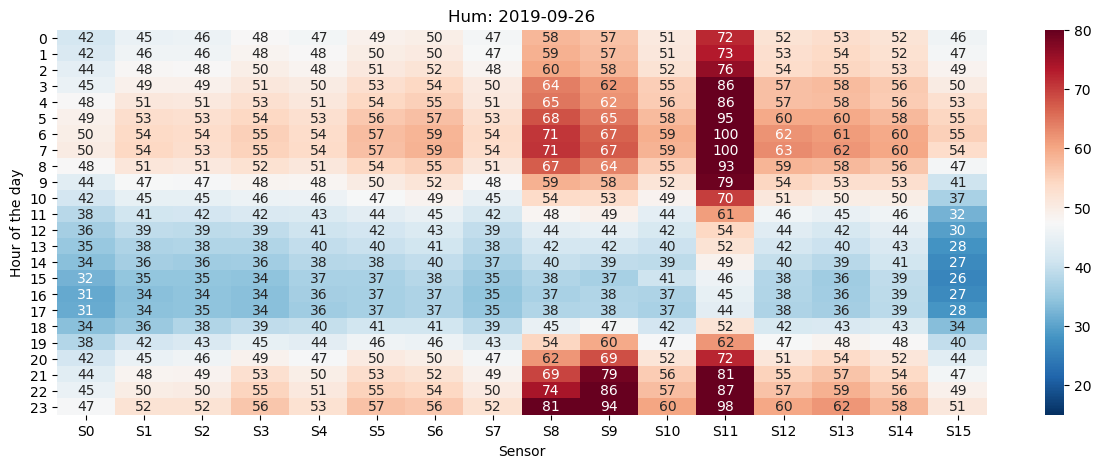 Hum: 2019-09-26
0 42 45 46 48 47 49 50 47 58 57 51 72 52 53 52 46
1 42 46 46 48 48 50 50 47 59 57 51 73 53 54 52 47
2 44 48 48 50 48 51 52 48 60 58 52 76 54 55 53 49
3 45 49 49 51 50 53 54 50 64 62 55 86 57 58 56 50
4 48 51 51 53 51 54 55 51 65 62 56 86 57 58 56 53
5 49 53 53 54 53 56 57 53 68 65 58 95 60 60 58 55
6 50 54 54 55 54 57 59 54 71 67 59 100 62 61 60 55
7 50 54 53 55 54 57 59 54 71 67 59 100 63 62 60 54
8 48 51 51 52 51 54 55 51 67 64 55 93 59 58 56 47
9 44 47 47 48 48 50 52 48 59 58 52 79 54 53 53 41
10 42 45 45 46 46 47 49 45 54 53 49 70 51 50 50 37
11 38 41 42 42 43 44 45 42 48 49 44 61 46 45 46 32
12 36 39 39 39 41 42 43 39 44 44 42 54 44 42 44 30
13 35 38 38 38 40 40 41 38 42 42 40 52 42 40 43 28
14 34 36 36 36 38 38 40 37 40 39 39 49 40 39 41 27
15 32 35 35 34 37 37 38 35 38 37 41 46 38 36 39 26
16 31 34 34 34 36 37 37 35 37 38 37 45 38 36 39 27
17 31 34 35 34 36 37 37 35 38 38 37 44 38 36 39 28
18 34 36 38 39 40 41 41 39 45 47 42 52 42 43 43 34
19 38 42 43 45 44 46 46 43 54 60 47 62 47 48 48 40
20 42 45 46 49 47 50 50 47 62 69 52 72 51 54 52 44
21 44 48 49 53 50 53 52 49 69 79 56 81 55 57 54 47
22 45 50 50 55 51 55 54 50 74 86 57 87 57 59 56 49
23 47 52 52 56 53 57 56 52 81 94 60 98 60 62 58 51
S0 S1 S2 S3 S4 S5 S6 S7 S8 S9 S10 S11 S12 S13 S14 S15
Sensor
Hour of the day
80
70
60
50
40
30
20